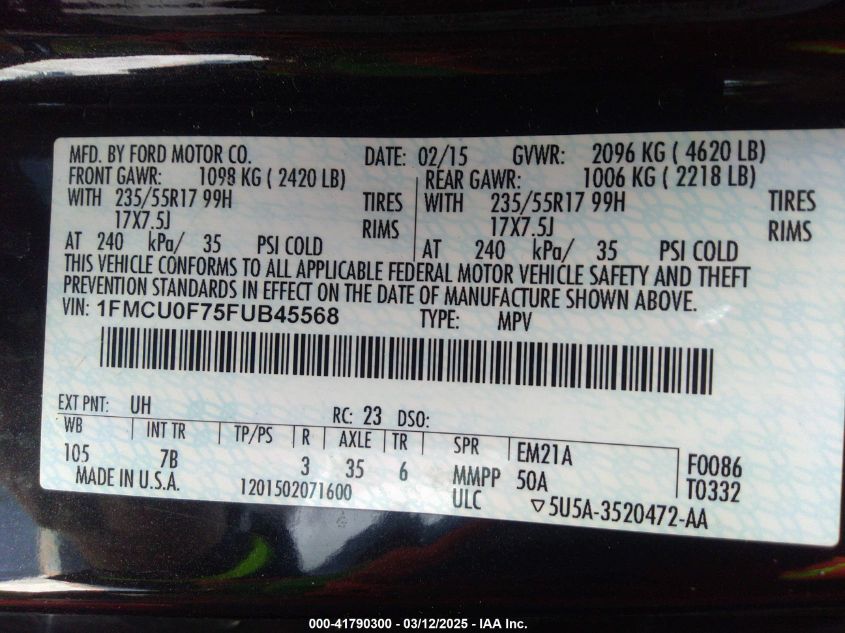 MFD. BY FORD MOTOR CO. DATE: 02/15 GVWR: 2096 KG ( 4620 LB)
FRONT GAWR: 1098 KG ( 2420 LB) REAR GAWR: 1006 KG ( 2218 LB)
WITH 235/55R17 99H TIRES WITH 235/55R17 99H TIRES
17X7.5J RIMS 17X7.5J RIMS
AT 240 kPa/ 35 PSI COLD AT 240 kPa/ 35 PSI COLD
THIS VEHICLE CONFORMS TO ALL APPLICABLE FEDERAL MOTOR VEHICLE SAFETY AND THEFT
PREVENTION STANDARDS IN EFFECT ON THE DATE OF MANUFACTURE SHOWN ABOVE.
VIN: 1FMCU0F75FUB45568 TYPE: MPV
EXT PNT: UH RC: 23 DSO:
WB INT TR TP/PS R AXLE TR SPR EM21A F0086
105 7B 3 35 6 MMPP 50A T0332
MADE IN U.S.A. 1201502071600 ULC ▽5U5A-3520472-AA
000-41790300 - 03/12/2025 - IAA Inc.